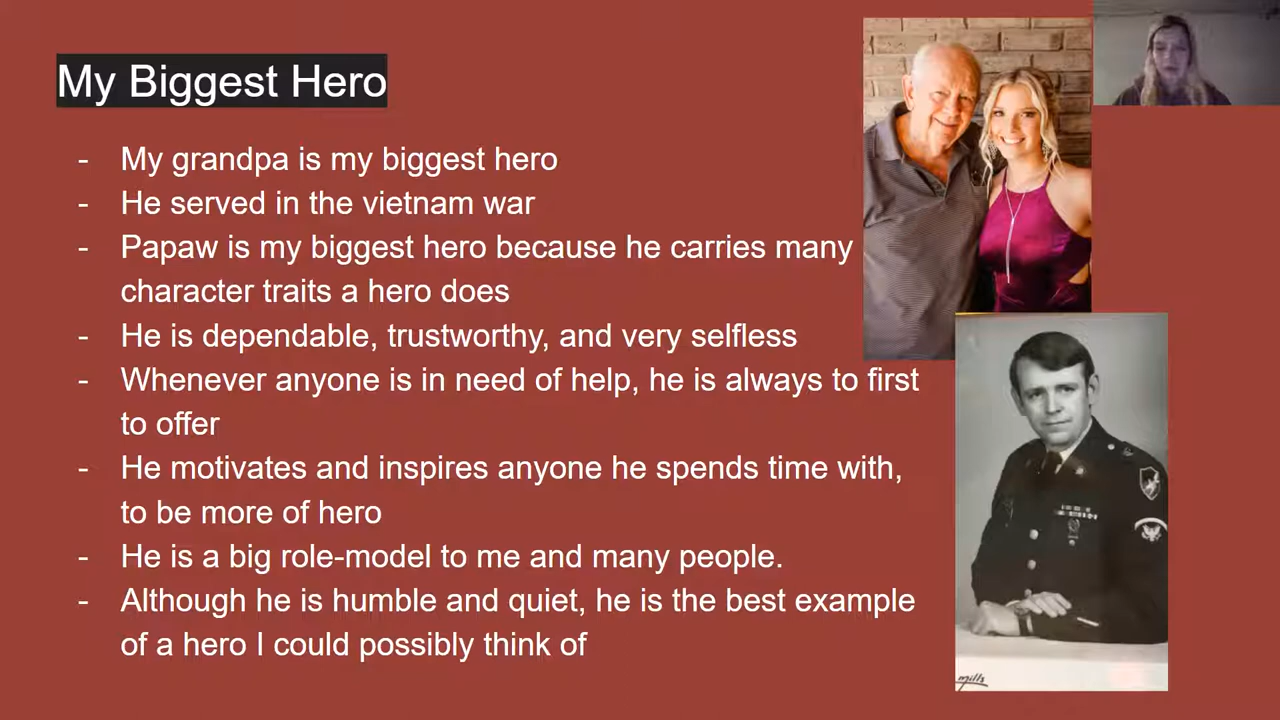 My Biggest Hero
- My grandpa is my biggest hero
- He served in the vietnam war
- Papaw is my biggest hero because he carries many
character traits a hero does
- He is dependable, trustworthy, and very selfless
- Whenever anyone is in need of help, he is always to first
to offer
- He motivates and inspires anyone he spends time with,
to be more of hero
- He is a big role-model to me and many people.
- Although he is humble and quiet, he is the best example
of a hero I could possibly think of
mills